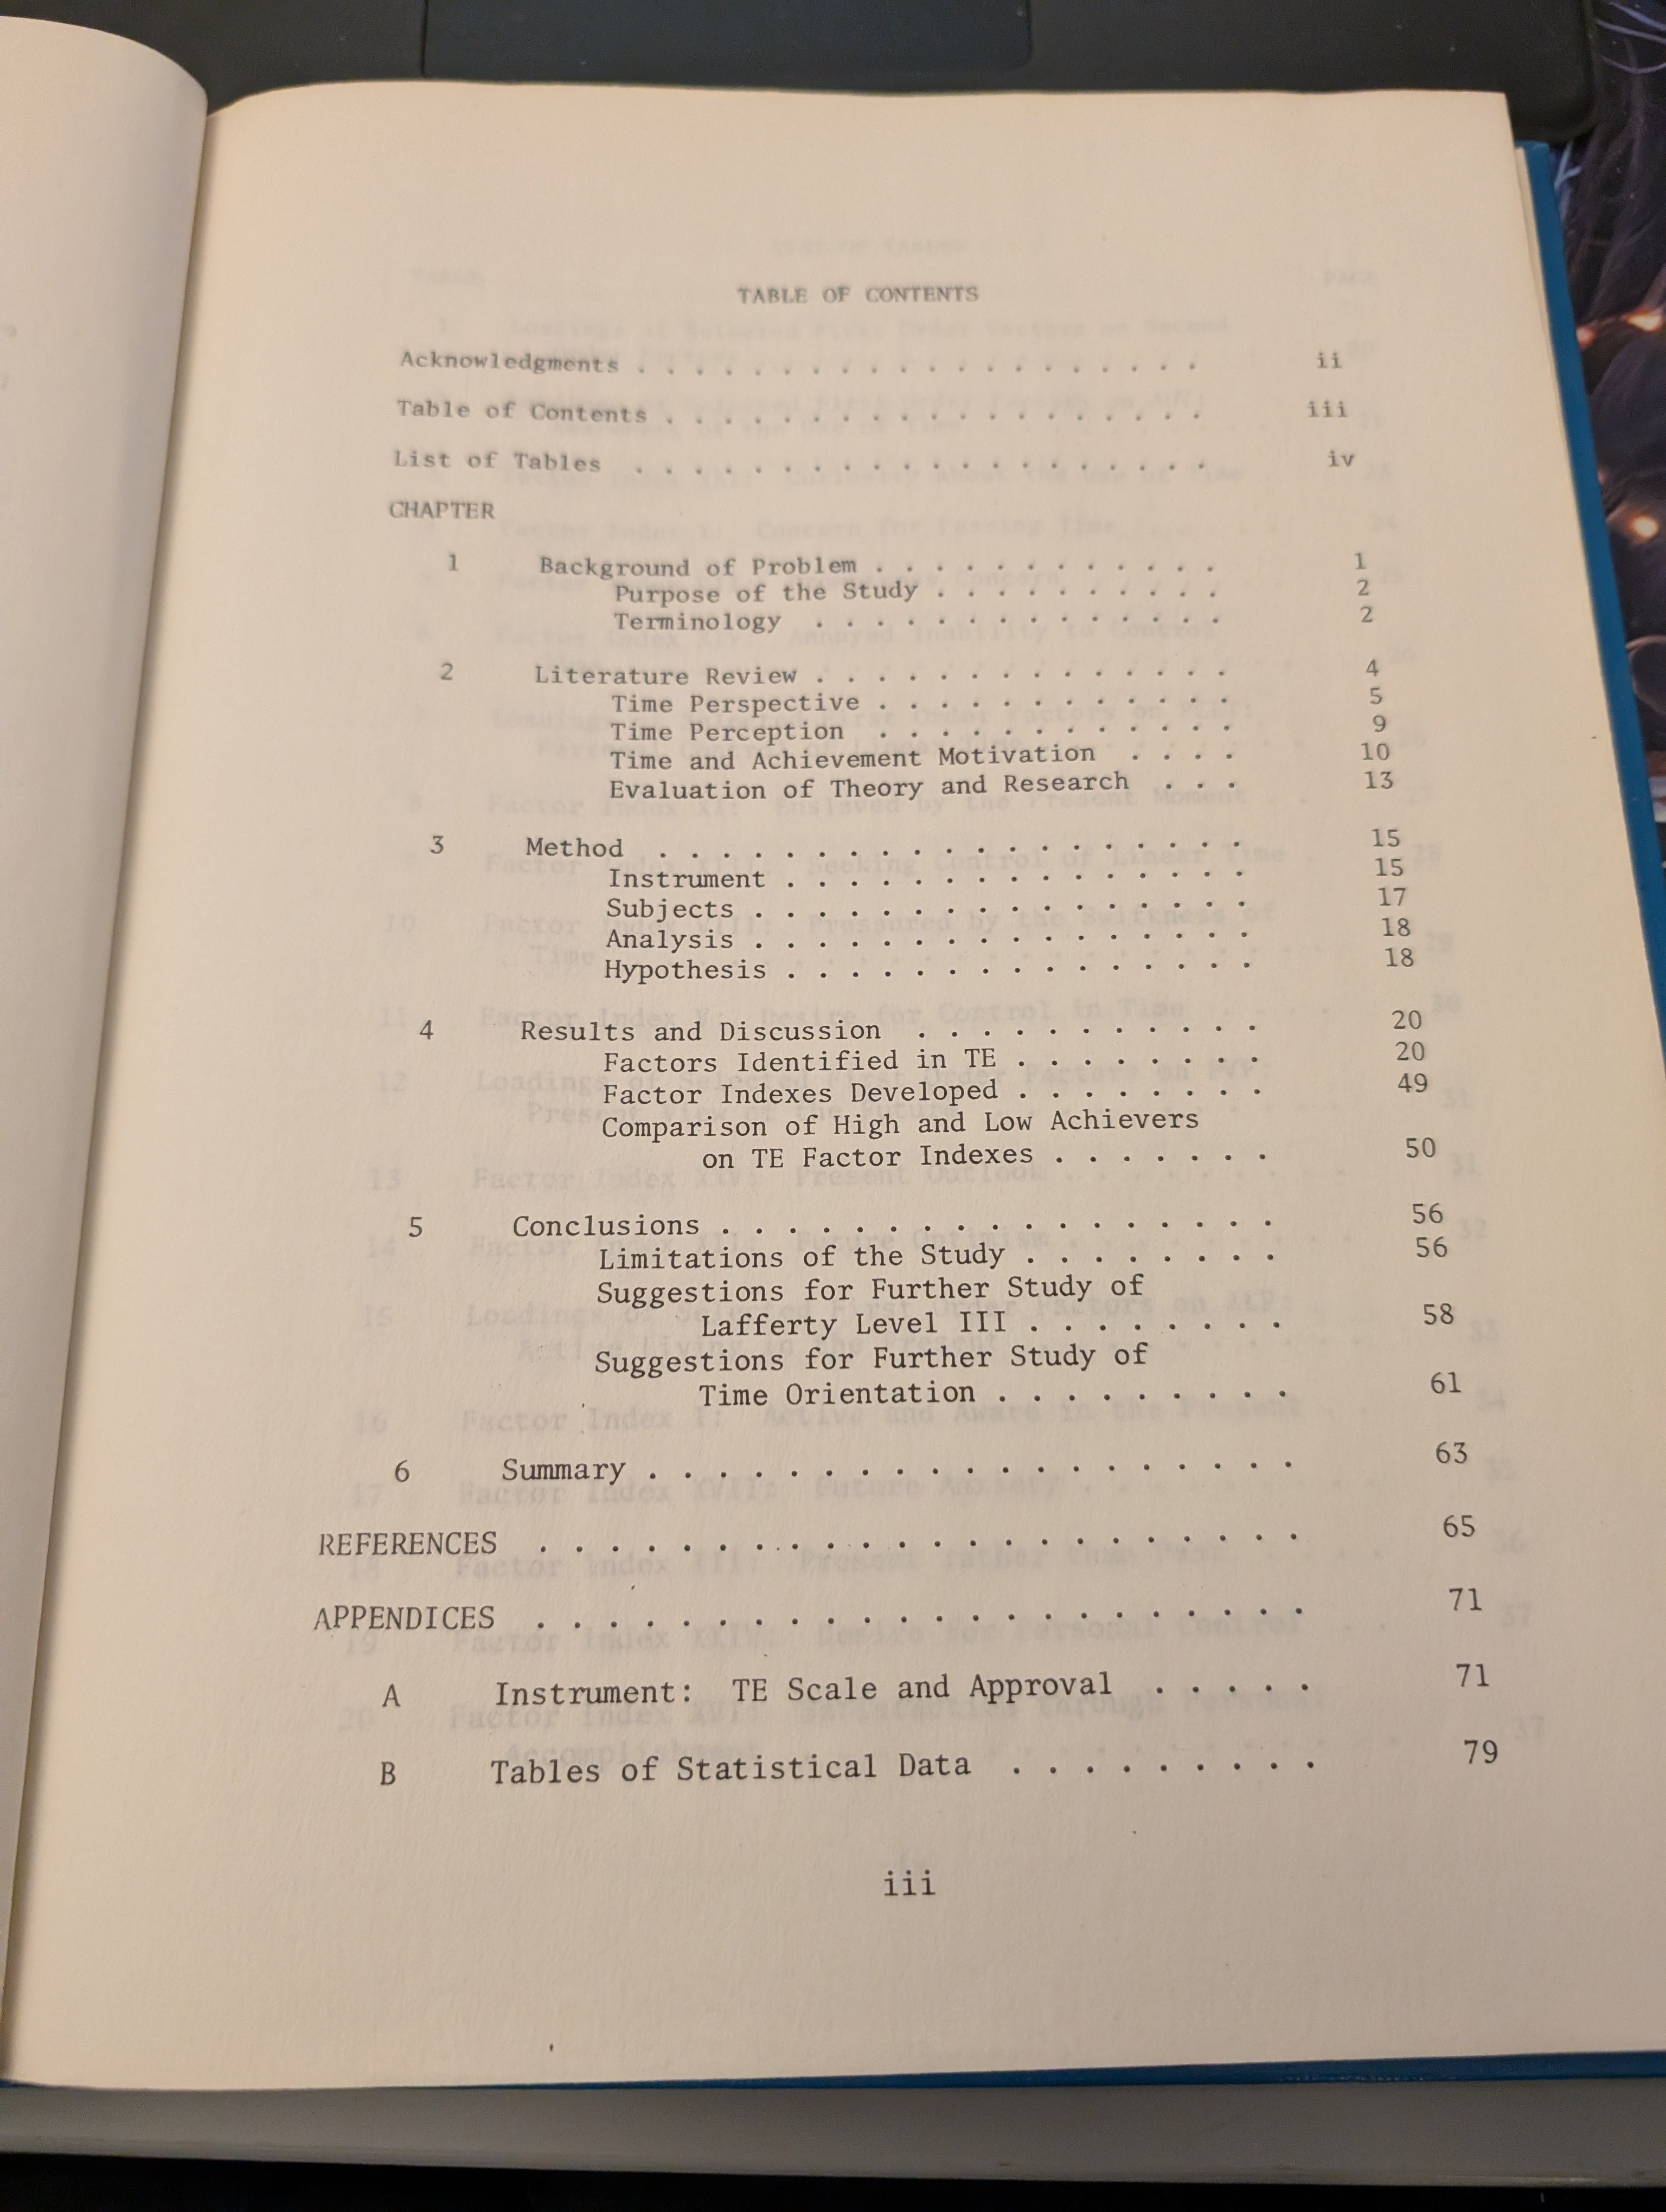 TABLE OF CONTENTS
Acknowledgments . . . . . . . . . . . . . . . . . . . . ii
Table of Contents . . . . . . . . . . . . . . . . . . . iii
List of Tables . . . . . . . . . . . . . . . . . . . . iv
CHAPTER
1 Background of Problem . . . . . . . . . . . . 1
Purpose of the Study . . . . . . . . . . 2
Terminology . . . . . . . . . . . . . . 2
2 Literature Review . . . . . . . . . . . . . . 4
Time Perspective . . . . . . . . . . . . 5
Time Perception . . . . . . . . . . . . 9
Time and Achievement Motivation . . . . 10
Evaluation of Theory and Research . . . 13
3 Method . . . . . . . . . . . . . . . . . . . 15
Instrument . . . . . . . . . . . . . . . 15
Subjects . . . . . . . . . . . . . . . . 17
Analysis . . . . . . . . . . . . . . . . 18
Hypothesis . . . . . . . . . . . . . . . 18
4 Results and Discussion . . . . . . . . . . . 20
Factors Identified in TE . . . . . . . . 20
Factor Indexes Developed . . . . . . . . 49
Comparison of High and Low Achievers
on TE Factor Indexes . . . . . . . 50
5 Conclusions . . . . . . . . . . . . . . . . . 56
Limitations of the Study . . . . . . . . 56
Suggestions for Further Study of
Lafferty Level III . . . . . . . . 58
Suggestions for Further Study of
Time Orientation . . . . . . . . . 61
6 Summary . . . . . . . . . . . . . . . . . . . 63
REFERENCES . . . . . . . . . . . . . . . . . . . . . . 65
APPENDICES . . . . . . . . . . . . . . . . . . . . . . 71
A Instrument: TE Scale and Approval . . . . . 71
B Tables of Statistical Data . . . . . . . . . 79
iii